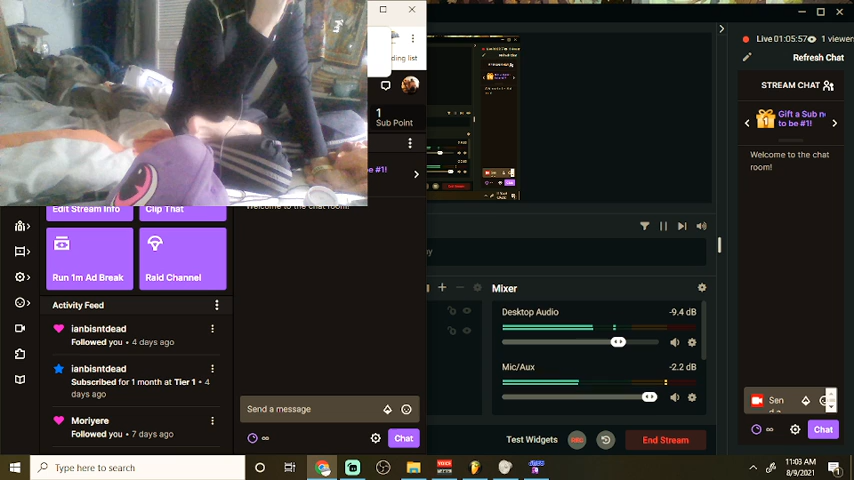 1
Sub Point
e #1!
Edit Stream Info
Clip That
Welcome to the chat room!
Run 1m Ad Break
Raid Channel
Activity Feed
ianbisntdead
Followed you • 4 days ago
ianbisntdead
Subscribed for 1 month at Tier 1 • 4
days ago
Moriyere
Followed you • 7 days ago
Send a message
∞
Chat
Mixer
Desktop Audio
-9.4 dB
Mic/Aux
-2.2 dB
Test Widgets
End Stream
Live 01:05:57
1 viewers
Refresh Chat
STREAM CHAT
Gift a Sub n
to be #1!
Welcome to the chat
room!
Sen
d a
∞
Chat
Type here to search
11:03 AM
8/9/2021